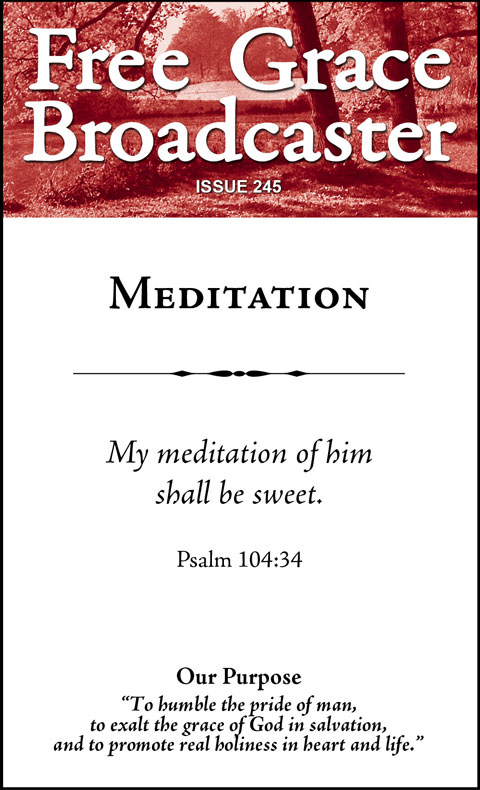 Free Grace
Broadcaster
ISSUE 245
Meditation
My meditation of him
shall be sweet.
Psalm 104:34
Our Purpose
“To humble the pride of man,
to exalt the grace of God in salvation,
and to promote real holiness in heart and life.”